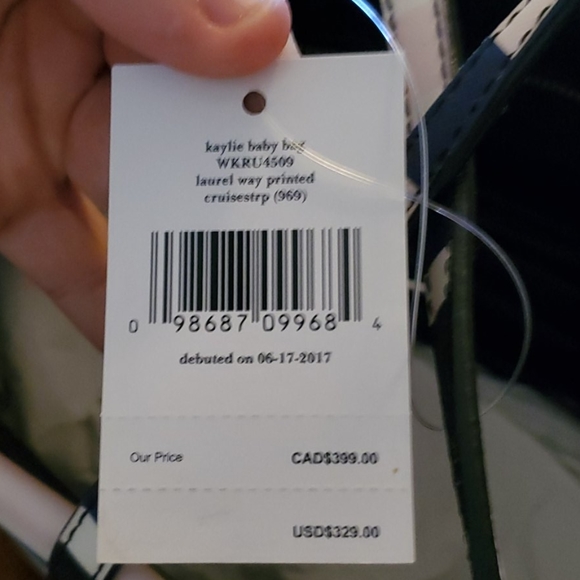 kaylie baby bag
WKRU4509
laurel way printed
cruisestrp (969)
0 98687 09968 4
debuted on 06-17-2017
Our Price CAD$399.00
USD$329.00